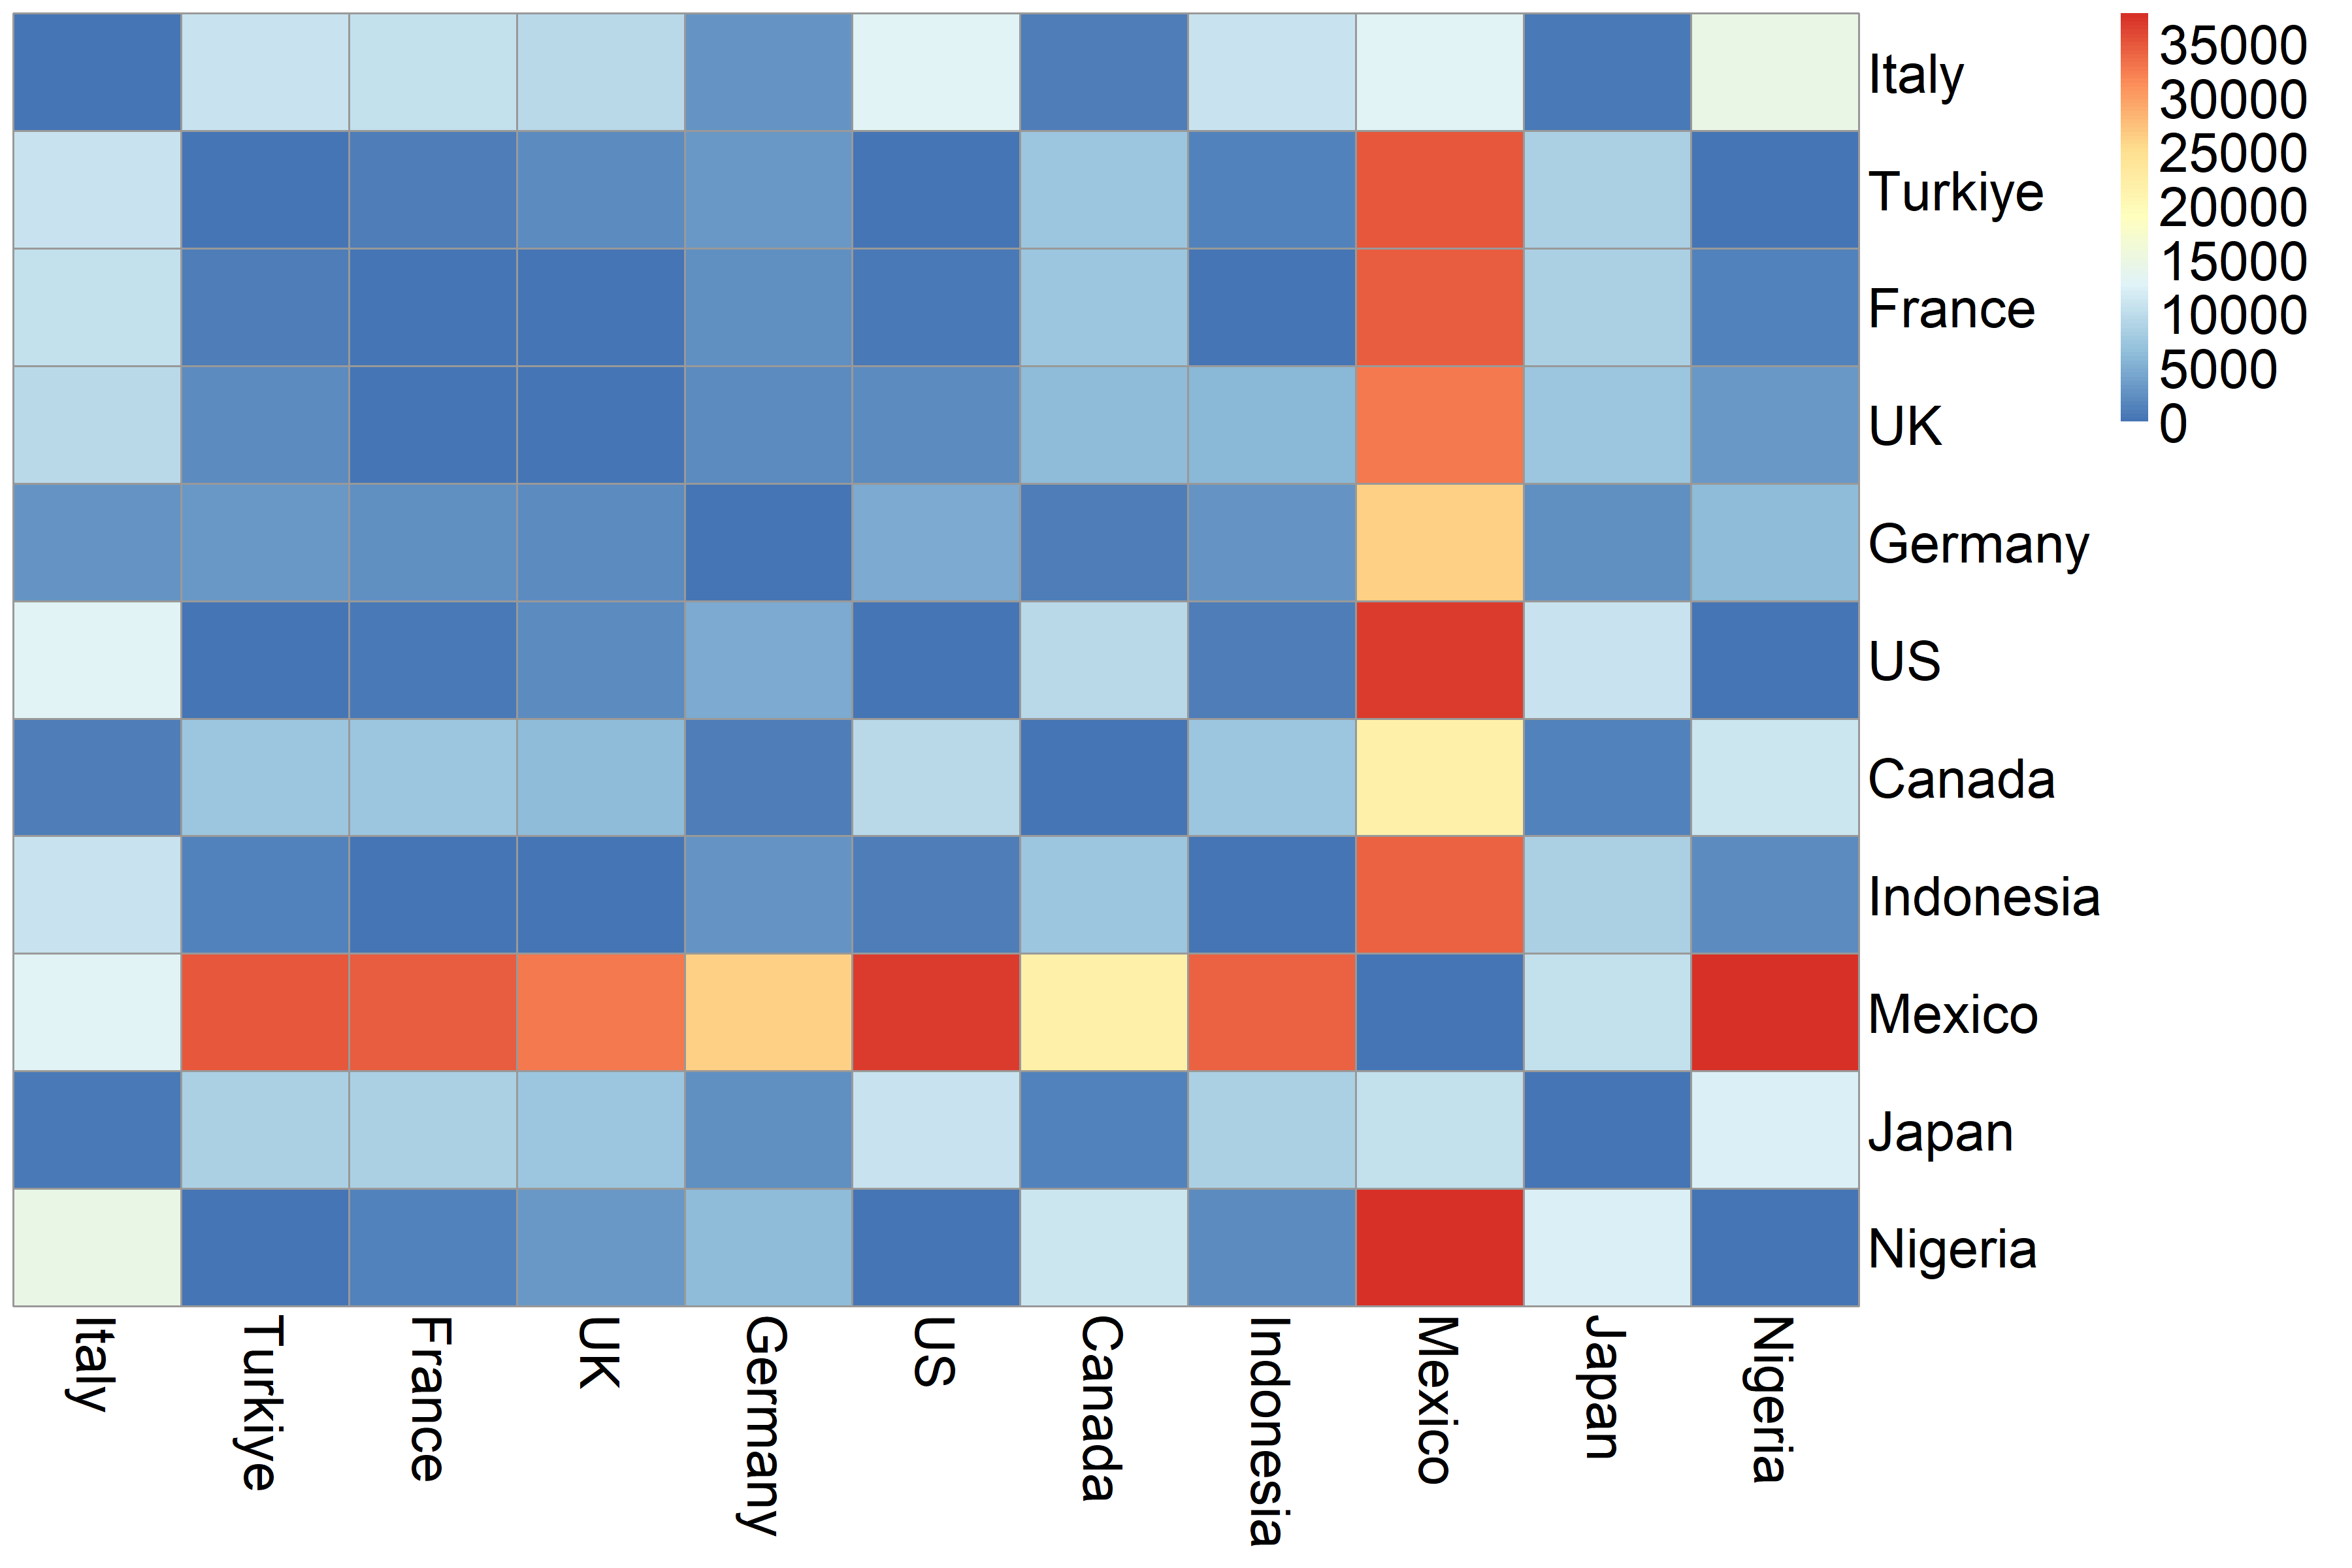 Italy
Turkiye
France
UK
Germany
US
Canada
Indonesia
Mexico
Japan
Nigeria
35000
30000
25000
20000
15000
10000
5000
0
Italy
Turkiye
France
UK
Germany
US
Canada
Indonesia
Mexico
Japan
Nigeria